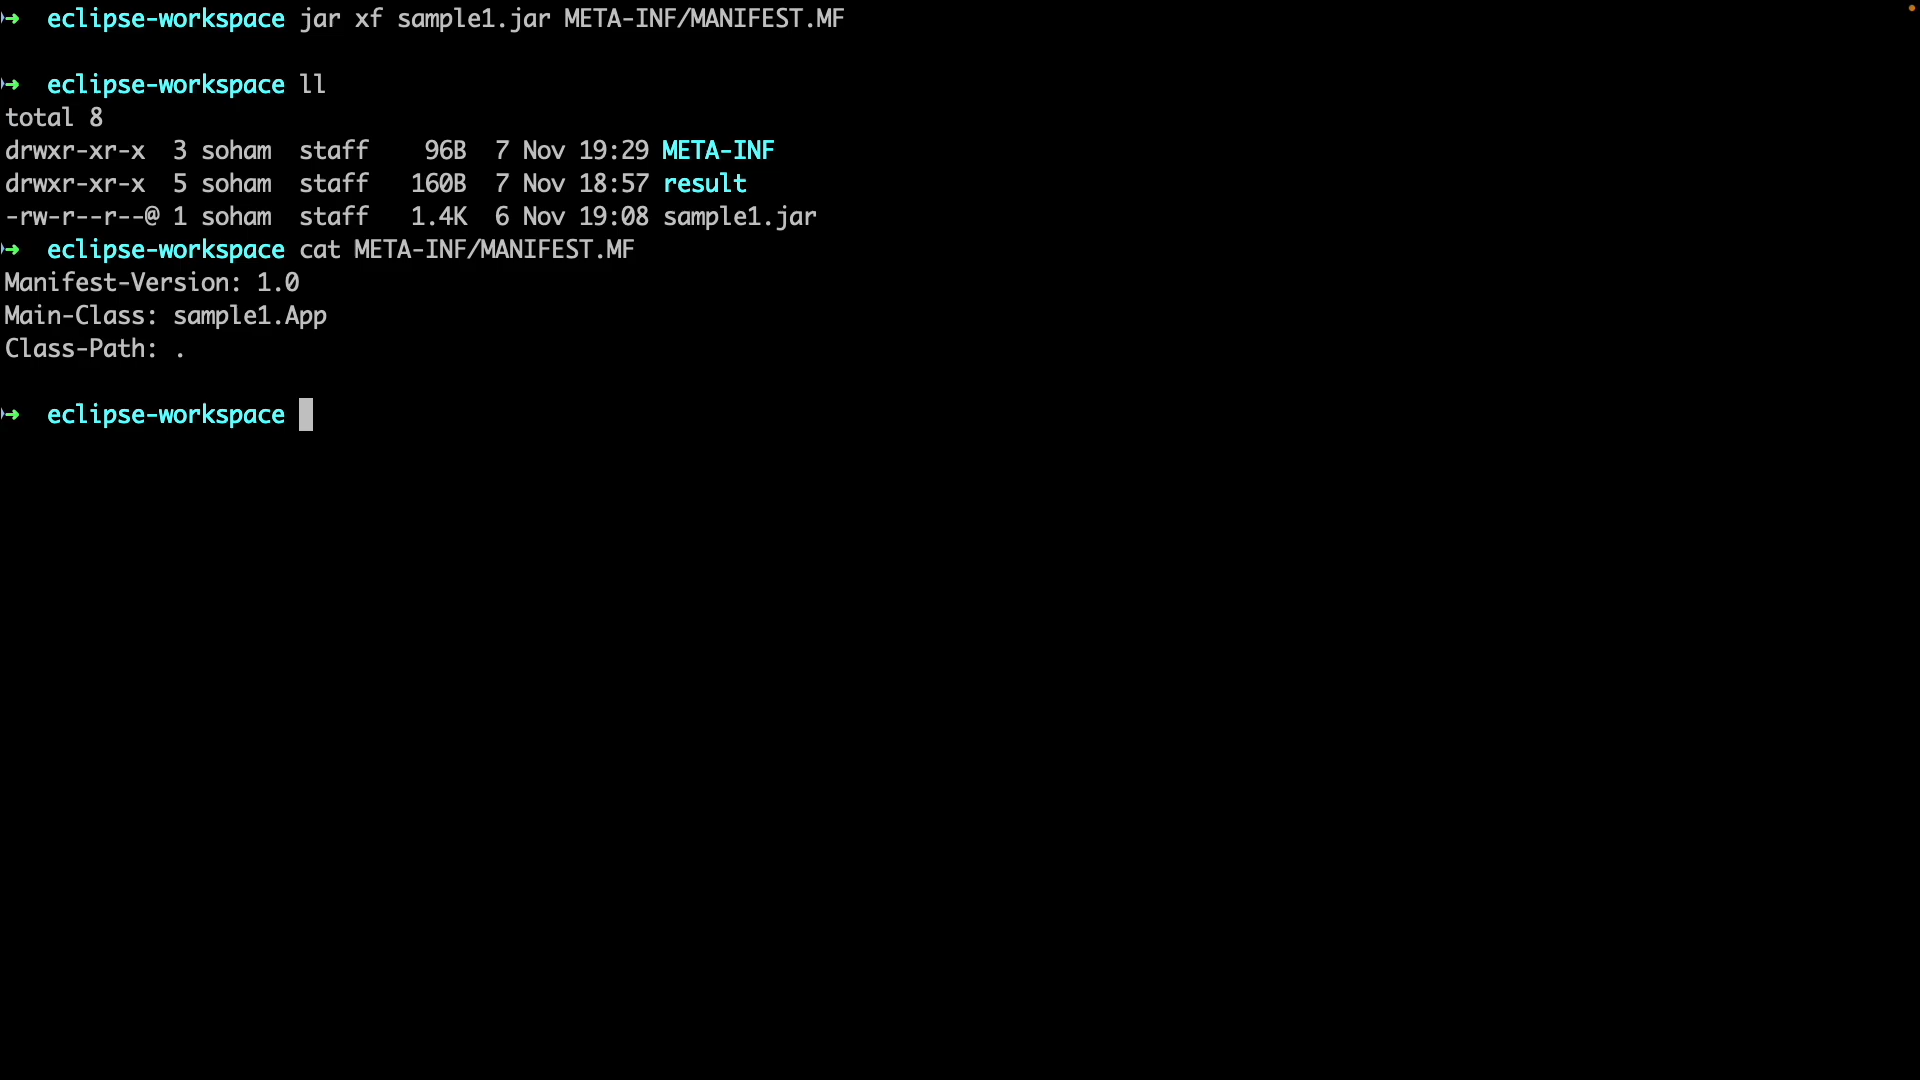 ➜  eclipse-workspace jar xf sample1.jar META-INF/MANIFEST.MF
➜  eclipse-workspace ll
total 8
drwxr-xr-x  3 soham  staff    96B  7 Nov 19:29 META-INF
drwxr-xr-x  5 soham  staff   160B  7 Nov 18:57 result
-rw-r--r--@ 1 soham  staff   1.4K  6 Nov 19:08 sample1.jar
➜  eclipse-workspace cat META-INF/MANIFEST.MF
Manifest-Version: 1.0
Main-Class: sample1.App
Class-Path: .
➜  eclipse-workspace